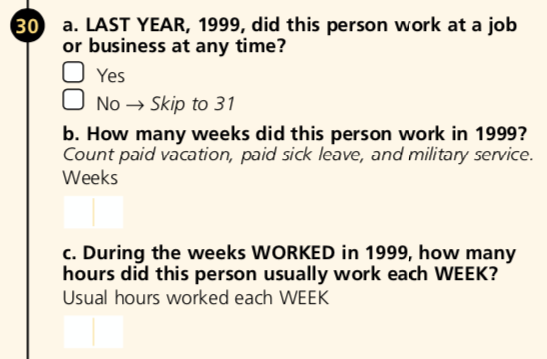 30 a. LAST YEAR, 1999, did this person work at a job
or business at any time?
Yes
No → Skip to 31
b. How many weeks did this person work in 1999?
Count paid vacation, paid sick leave, and military service.
Weeks
c. During the weeks WORKED in 1999, how many
hours did this person usually work each WEEK?
Usual hours worked each WEEK